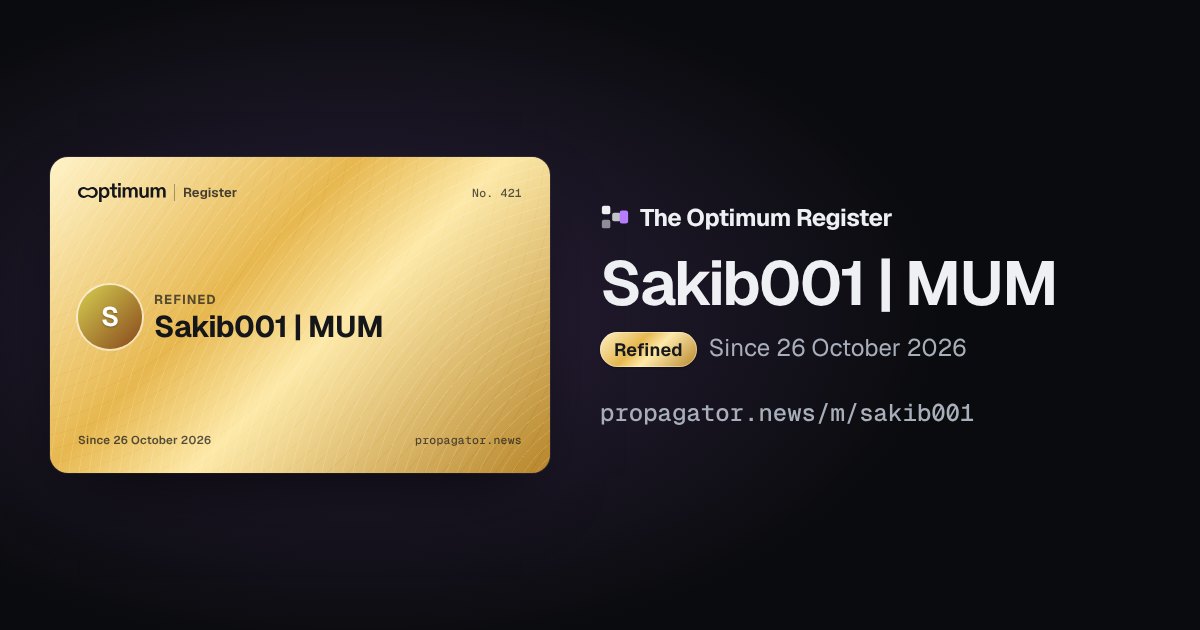 optimum | Register
No. 421
S
REFINED
Sakib001 | MUM
Since 26 October 2026
propagator.news
The Optimum Register
Sakib001 | MUM
Refined
Since 26 October 2026
propagator.news/m/sakib001